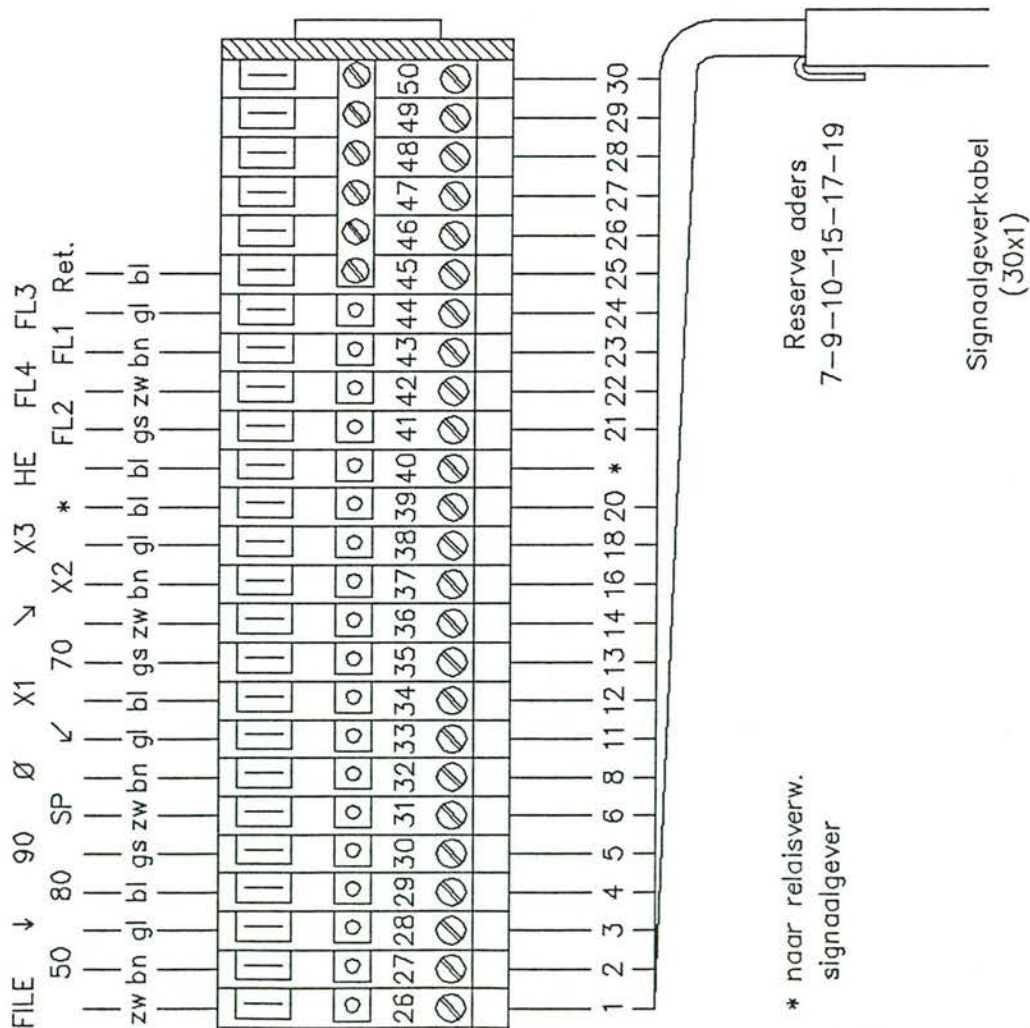 FILE ↓ 90 Ø X1 ↘ X3 HE FL4 FL3
50 80 SP ↙ 70 X2 * FL2 FL1 Ret.
zw bn gl bl gs zw bn gl bl gs zw bn gl bl bl gs zw bn gl bl
26 27 28 29 30 31 32 33 34 35 36 37 38 39 40 41 42 43 44 45 46 47 48 49 50
1 2 3 4 5 6 8 11 12 13 14 16 18 20 * 21 22 23 24 25 26 27 28 29 30
* naar relaisverw.
signaalgever
Reserve aders
7-9-10-15-17-19
Signaalgeverkabel
(30x1)